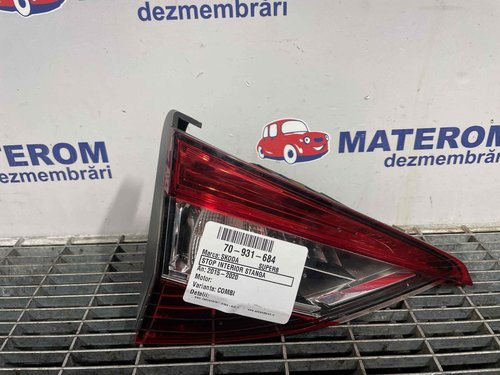 dezmembrări
dezmembrări
MATEROM
dezmembrări
MATEROM
dezmembrări
70-931-684
Marca: SKODA SUPERB
STOP INTERIOR STANGA
An: 2015 - 2020
Motor:
Varianta: COMBI
Detalii: